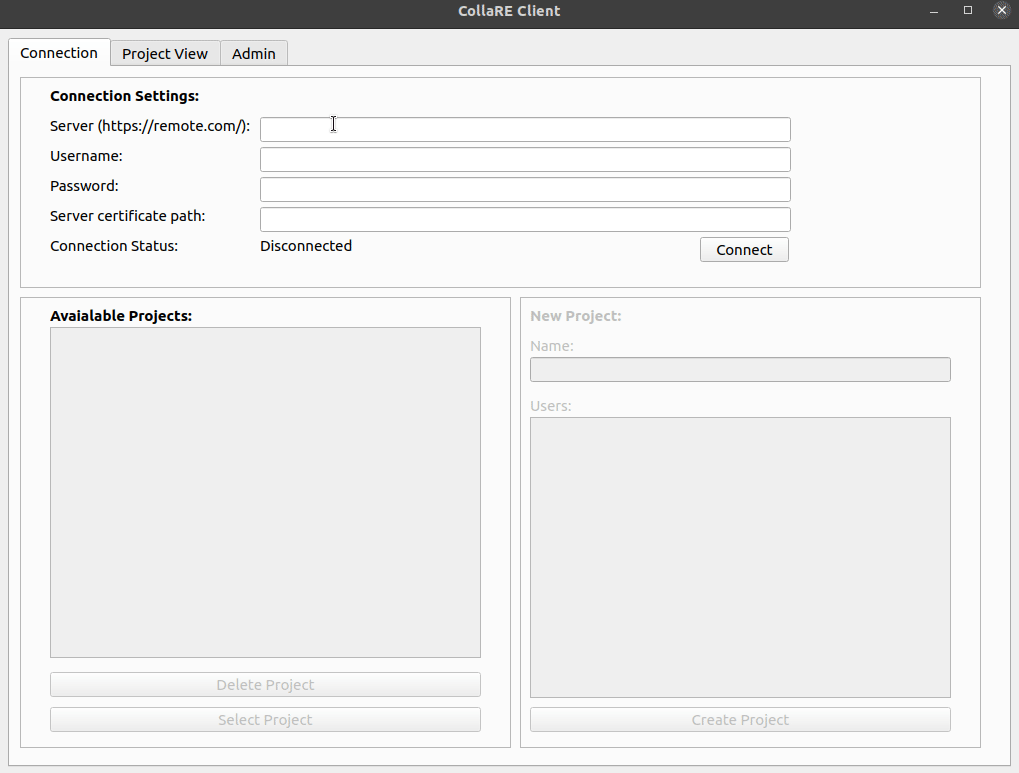 CollaRE Client
Connection Project View Admin
Connection Settings:
Server (https://remote.com/):
Username:
Password:
Server certificate path:
Connection Status: Disconnected Connect
Avaialable Projects:
Delete Project
Select Project
New Project:
Name:
Users:
Create Project